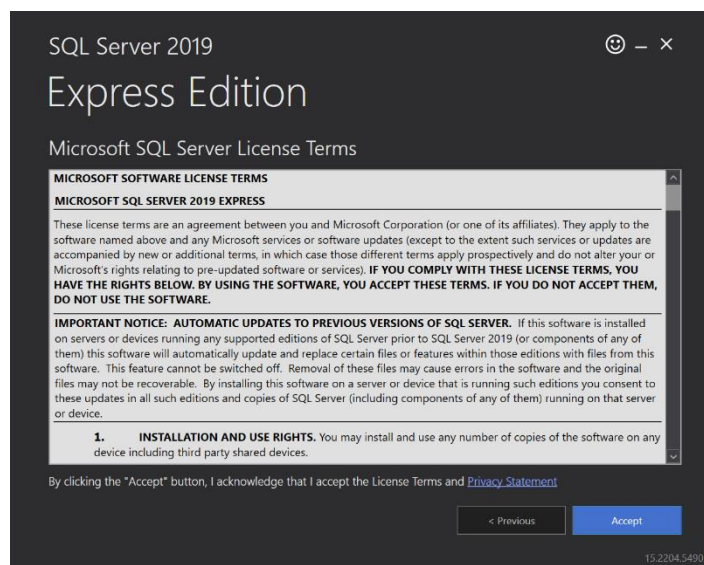 SQL Server 2019
Express Edition
Microsoft SQL Server License Terms
MICROSOFT SOFTWARE LICENSE TERMS
MICROSOFT SQL SERVER 2019 EXPRESS
These license terms are an agreement between you and Microsoft Corporation (or one of its affiliates). They apply to the
software named above and any Microsoft services or software updates (except to the extent such services or updates are
accompanied by new or additional terms, in which case those different terms apply prospectively and do not alter your or
Microsoft's rights relating to pre-updated software or services). IF YOU COMPLY WITH THESE LICENSE TERMS, YOU
HAVE THE RIGHTS BELOW. BY USING THE SOFTWARE, YOU ACCEPT THESE TERMS. IF YOU DO NOT ACCEPT THEM,
DO NOT USE THE SOFTWARE.
IMPORTANT NOTICE: AUTOMATIC UPDATES TO PREVIOUS VERSIONS OF SQL SERVER. If this software is installed
on servers or devices running any supported editions of SQL Server prior to SQL Server 2019 (or components of any of
them) this software will automatically update and replace certain files or features within those editions with files from this
software. This feature cannot be switched off. Removal of these files may cause errors in the software and the original
files may not be recoverable. By installing this software on a server or device that is running such editions you consent to
these updates in all such editions and copies of SQL Server (including components of any of them) running on that server
or device.
1. INSTALLATION AND USE RIGHTS. You may install and use any number of copies of the software on any
device including third party shared devices.
By clicking the "Accept" button, I acknowledge that I accept the License Terms and Privacy Statement
< Previous
Accept
15.2204.5490